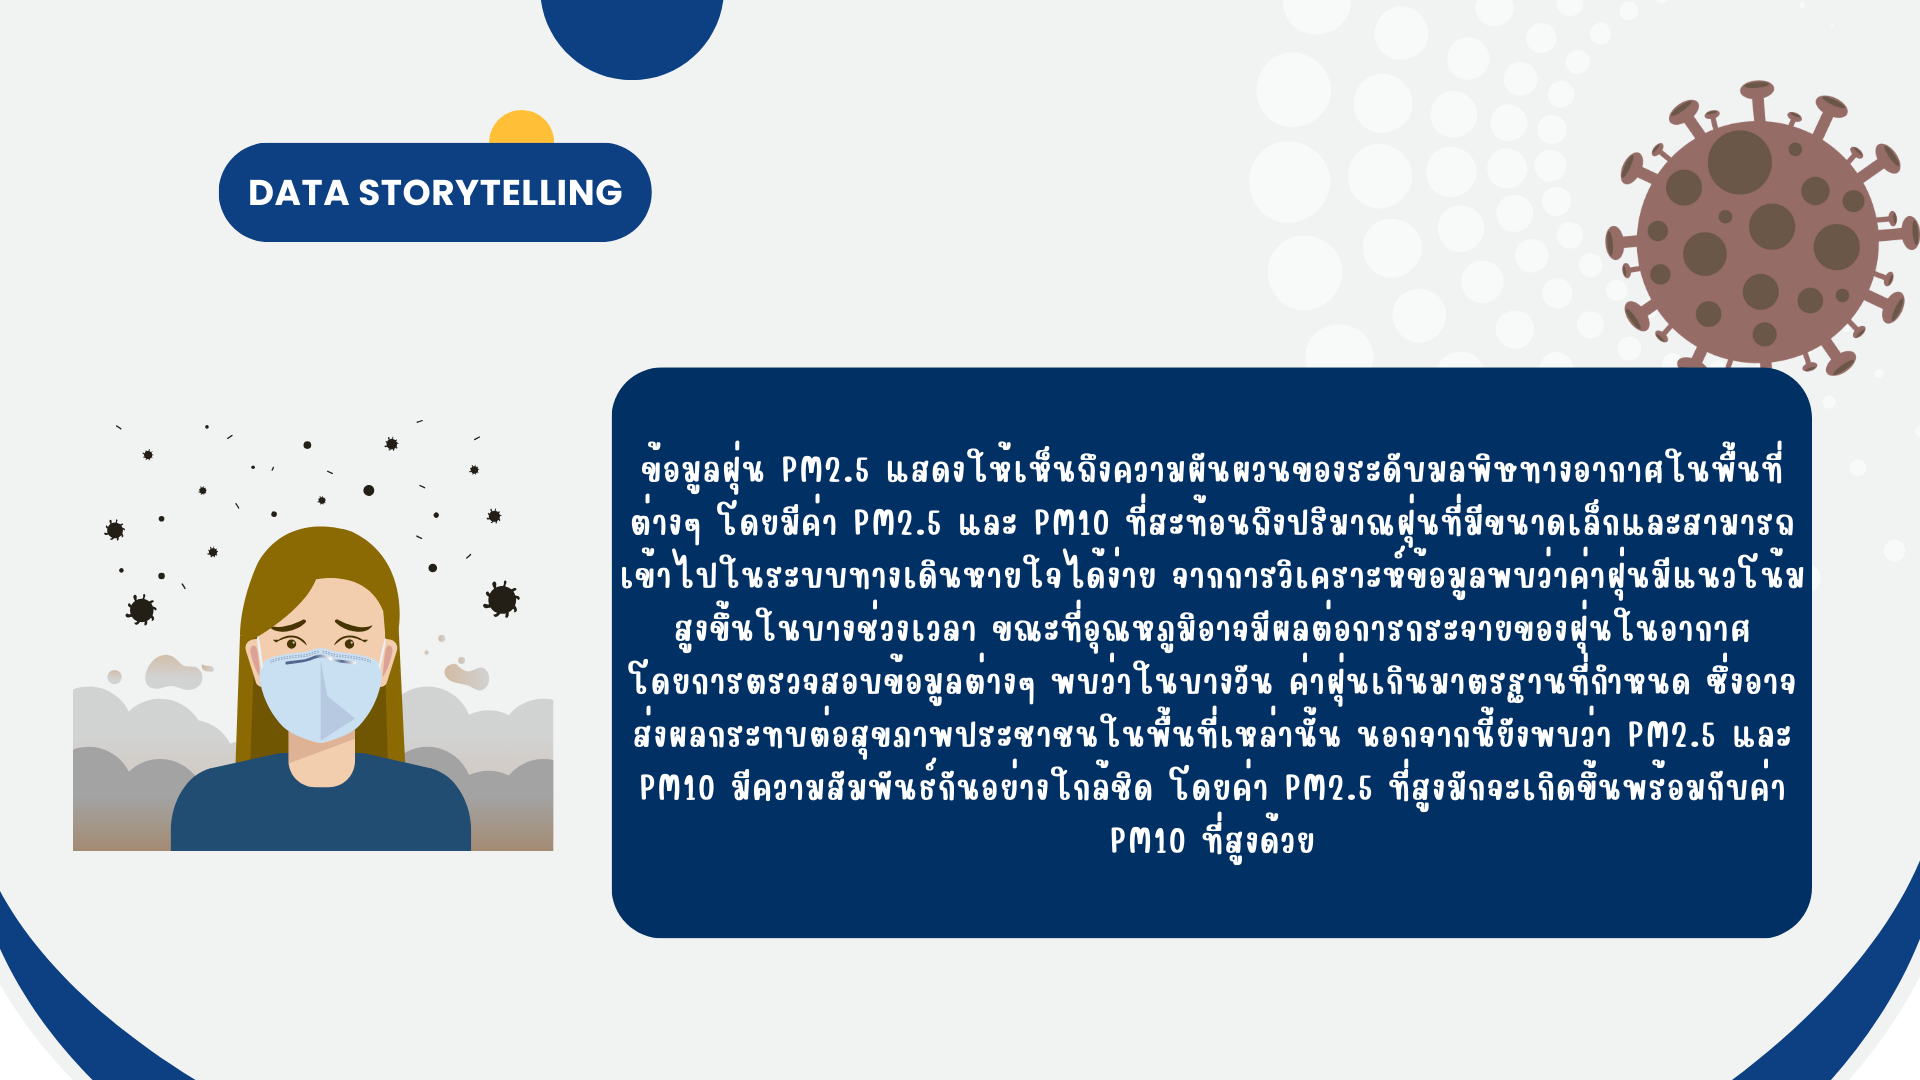 DATA STORYTELLING
ข้อมูลฝุ่น PM2.5 แสดงให้เห็นถึงความผันผวนของระดับมลพิษทางอากาศในพื้นที่
ต่างๆ โดยมีค่า PM2.5 และ PM10 ที่สะท้อนถึงปริมาณฝุ่นที่มีขนาดเล็กและสามารถ
เข้าไปในระบบทางเดินหายใจได้ง่าย จากการวิเคราะห์ข้อมูลพบว่าค่าฝุ่นมีแนวโน้ม
สูงขึ้นในบางช่วงเวลา ขณะที่อุณหภูมิอาจมีผลต่อการกระจายของฝุ่นในอากาศ
โดยการตรวจสอบข้อมูลต่างๆ พบว่าในบางวัน ค่าฝุ่นเกินมาตรฐานที่กำหนด ซึ่งอาจ
ส่งผลกระทบต่อสุขภาพประชาชนในพื้นที่เหล่านั้น นอกจากนี้ยังพบว่า PM2.5 และ
PM10 มีความสัมพันธ์กันอย่างใกล้ชิด โดยค่า PM2.5 ที่สูงมักจะเกิดขึ้นพร้อมกับค่า
PM10 ที่สูงด้วย